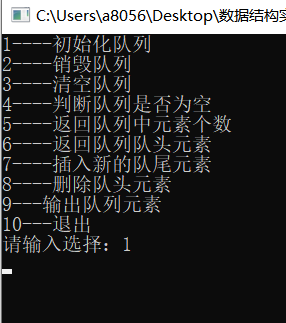 C:\Users\a8056\Desktop\数据结构实
1----初始化队列
2----销毁队列
3----清空队列
4----判断队列是否为空
5----返回队列中元素个数
6----返回队列队头元素
7----插入新的队尾元素
8----删除队头元素
9---输出队列元素
10---退出
请输入选择：1